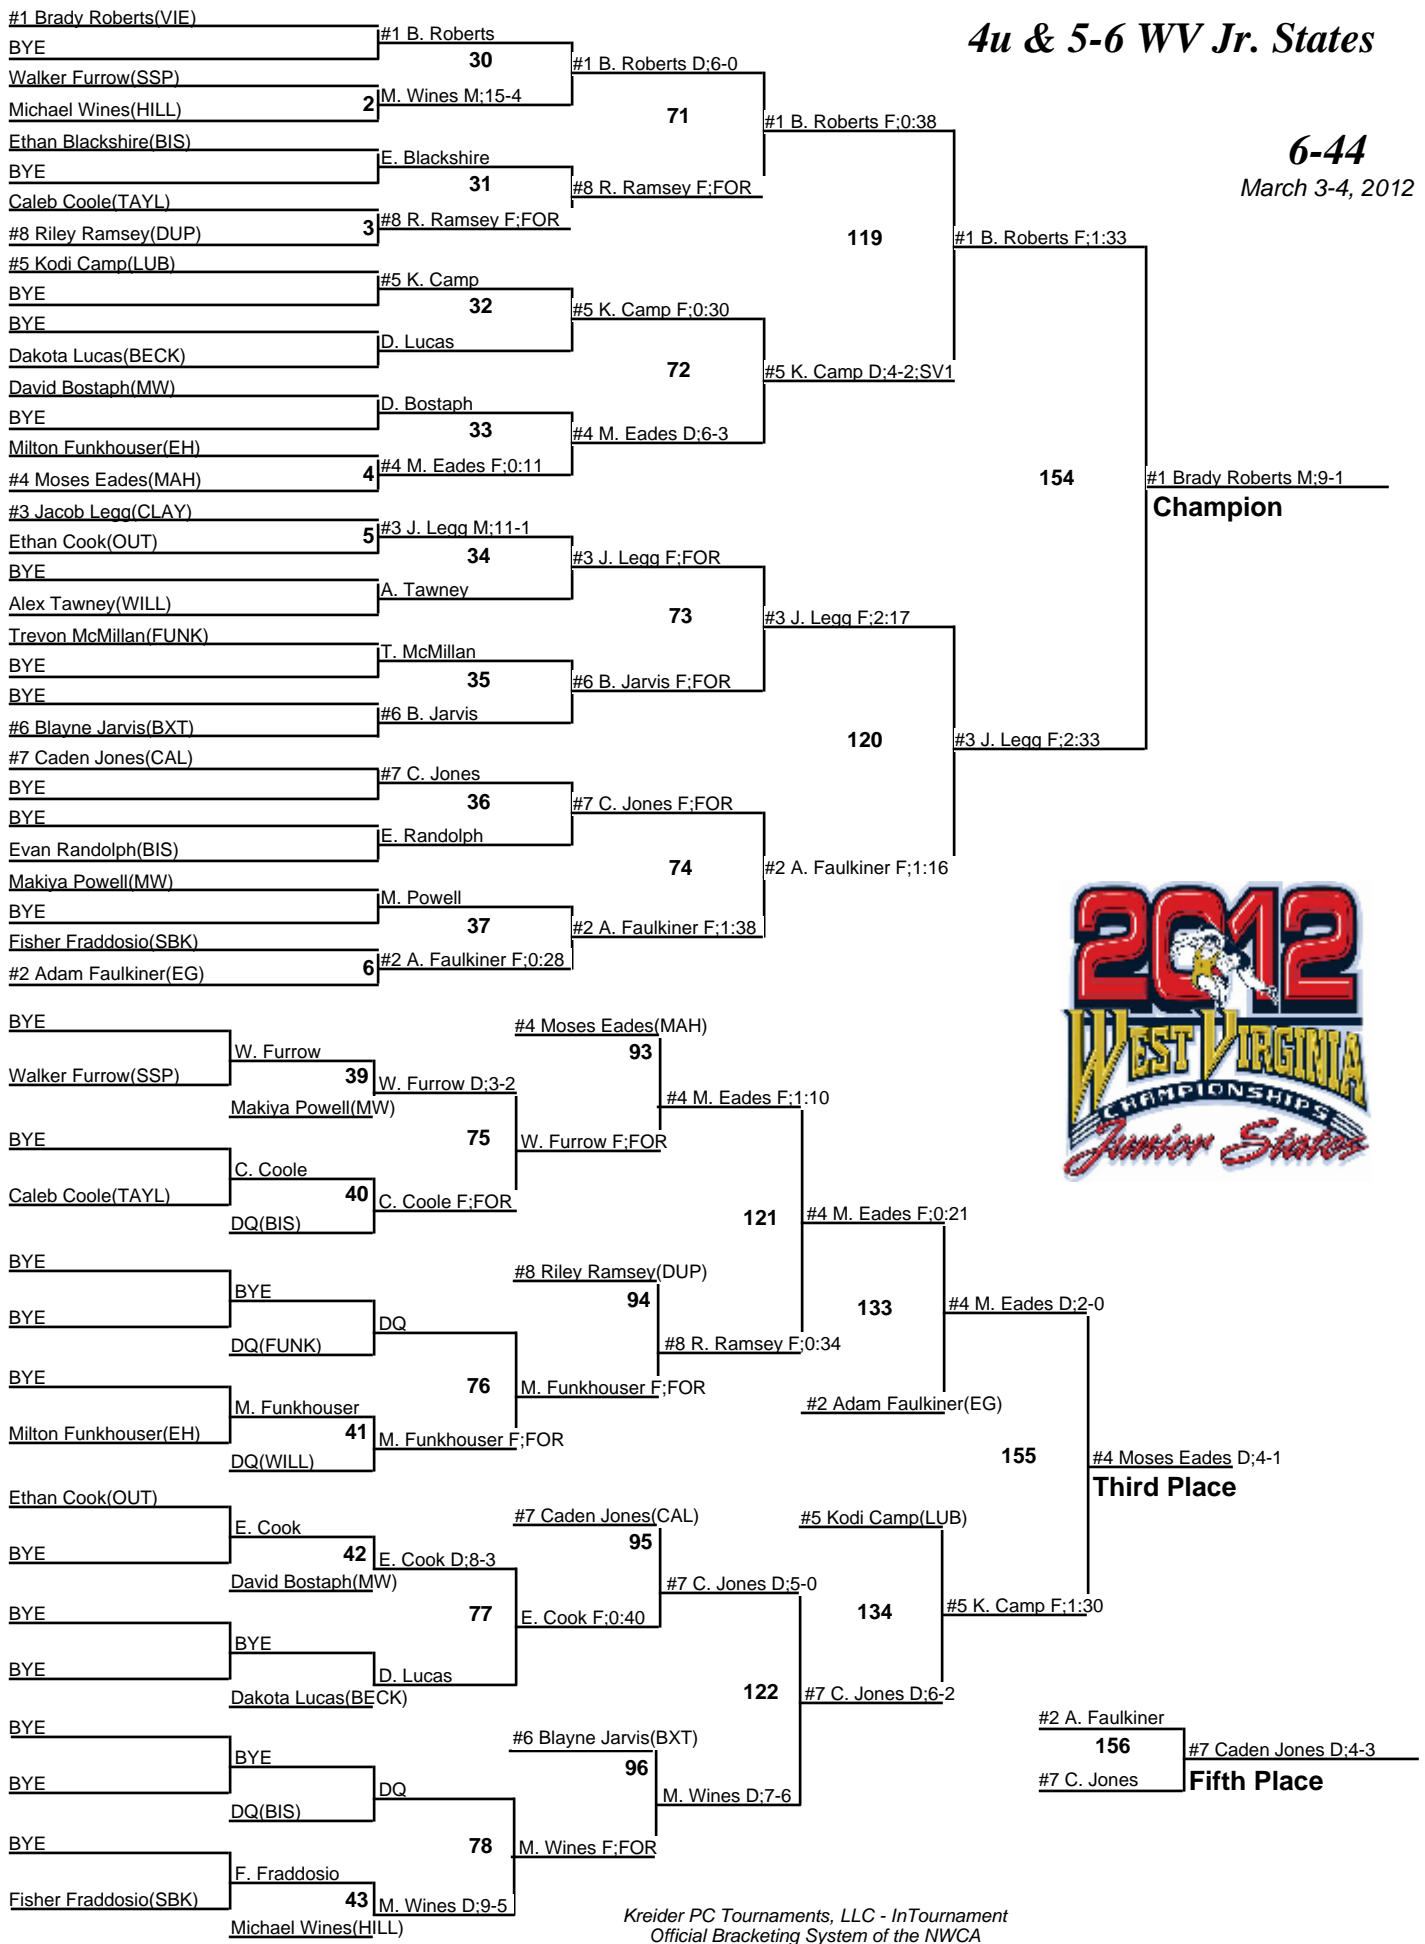 4u & 5-6 WV Jr. States
6-44
March 3-4, 2012
#1 Brady Roberts(VIE)
BYE
#1 B. Roberts
30
Walker Furrow(SSP)
Michael Wines(HILL)
2
M. Wines M;15-4
#1 B. Roberts D;6-0
71
Ethan Blackshire(BIS)
BYE
E. Blackshire
31
Caleb Coole(TAYL)
#8 Riley Ramsey(DUP)
3
#8 R. Ramsey F;FOR
#8 R. Ramsey F;FOR
#1 B. Roberts F;0:38
119
#5 Kodi Camp(LUB)
BYE
#5 K. Camp
32
BYE
Dakota Lucas(BECK)
D. Lucas
#5 K. Camp F;0:30
72
David Bostaph(MW)
BYE
D. Bostaph
33
Milton Funkhouser(EH)
#4 Moses Eades(MAH)
4
#4 M. Eades F;0:11
#4 M. Eades D;6-3
#5 K. Camp D;4-2;SV1
#1 B. Roberts F;1:33
154
#1 Brady Roberts M;9-1
Champion
#3 Jacob Legg(CLAY)
Ethan Cook(OUT)
5
#3 J. Legg M;11-1
34
BYE
Alex Tawney(WILL)
A. Tawney
#3 J. Legg F;FOR
73
Trevon McMillan(FUNK)
BYE
T. McMillan
35
BYE
#6 Blayne Jarvis(BXT)
#6 B. Jarvis
#6 B. Jarvis F;FOR
#3 J. Legg F;2:17
120
#7 Caden Jones(CAL)
BYE
#7 C. Jones
36
BYE
Evan Randolph(BIS)
E. Randolph
#7 C. Jones F;FOR
74
Makiya Powell(MW)
BYE
M. Powell
37
Fisher Fraddosio(SBK)
#2 Adam Faulkiner(EG)
6
#2 A. Faulkiner F;0:28
#2 A. Faulkiner F;1:38
#2 A. Faulkiner F;1:16
#3 J. Legg F;2:33
2012
WEST VIRGINIA
CHAMPIONSHIPS
Junior States
BYE
Walker Furrow(SSP)
W. Furrow
39
Makiya Powell(MW)
W. Furrow D;3-2
75
BYE
Caleb Coole(TAYL)
C. Coole
40
DQ(BIS)
C. Coole F;FOR
#4 Moses Eades(MAH)
93
W. Furrow F;FOR
#4 M. Eades F;1:10
121
BYE
BYE
BYE
DQ(FUNK)
DQ
76
BYE
Milton Funkhouser(EH)
M. Funkhouser
41
DQ(WILL)
M. Funkhouser F;FOR
#8 Riley Ramsey(DUP)
94
M. Funkhouser F;FOR
#8 R. Ramsey F;0:34
#4 M. Eades F;0:21
133
#2 Adam Faulkiner(EG)
#4 M. Eades D;2-0
155
#4 Moses Eades D;4-1
Third Place
Ethan Cook(OUT)
BYE
E. Cook
42
David Bostaph(MW)
E. Cook D;8-3
77
BYE
BYE
BYE
Dakota Lucas(BECK)
D. Lucas
#7 Caden Jones(CAL)
95
E. Cook F;0:40
#7 C. Jones D;5-0
122
BYE
BYE
BYE
DQ(BIS)
DQ
78
BYE
Fisher Fraddosio(SBK)
F. Fraddosio
43
Michael Wines(HILL)
M. Wines D;9-5
#6 Blayne Jarvis(BXT)
96
M. Wines F;FOR
M. Wines D;7-6
#5 Kodi Camp(LUB)
134
#7 C. Jones D;6-2
#5 K. Camp F;1:30
#2 A. Faulkiner
156
#7 C. Jones
#7 Caden Jones D;4-3
Fifth Place
Kreider PC Tournaments, LLC - InTournament
Official Bracketing System of the NWCA